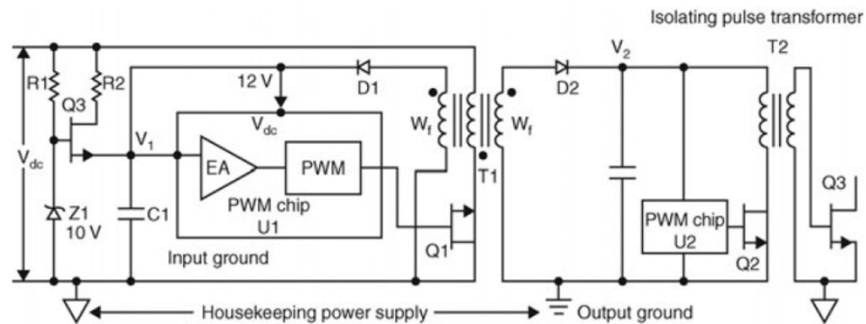 Isolating pulse transformer
T2
R1
R2
Q3
Z1
10 V
Vdc
V1
C1
12 V
D1
Vdc
EA
PWM
PWM chip
U1
Input ground
Wf
Wf
T1
Q1
D2
V2
PWM chip
U2
Q2
Q3
Housekeeping power supply
Output ground